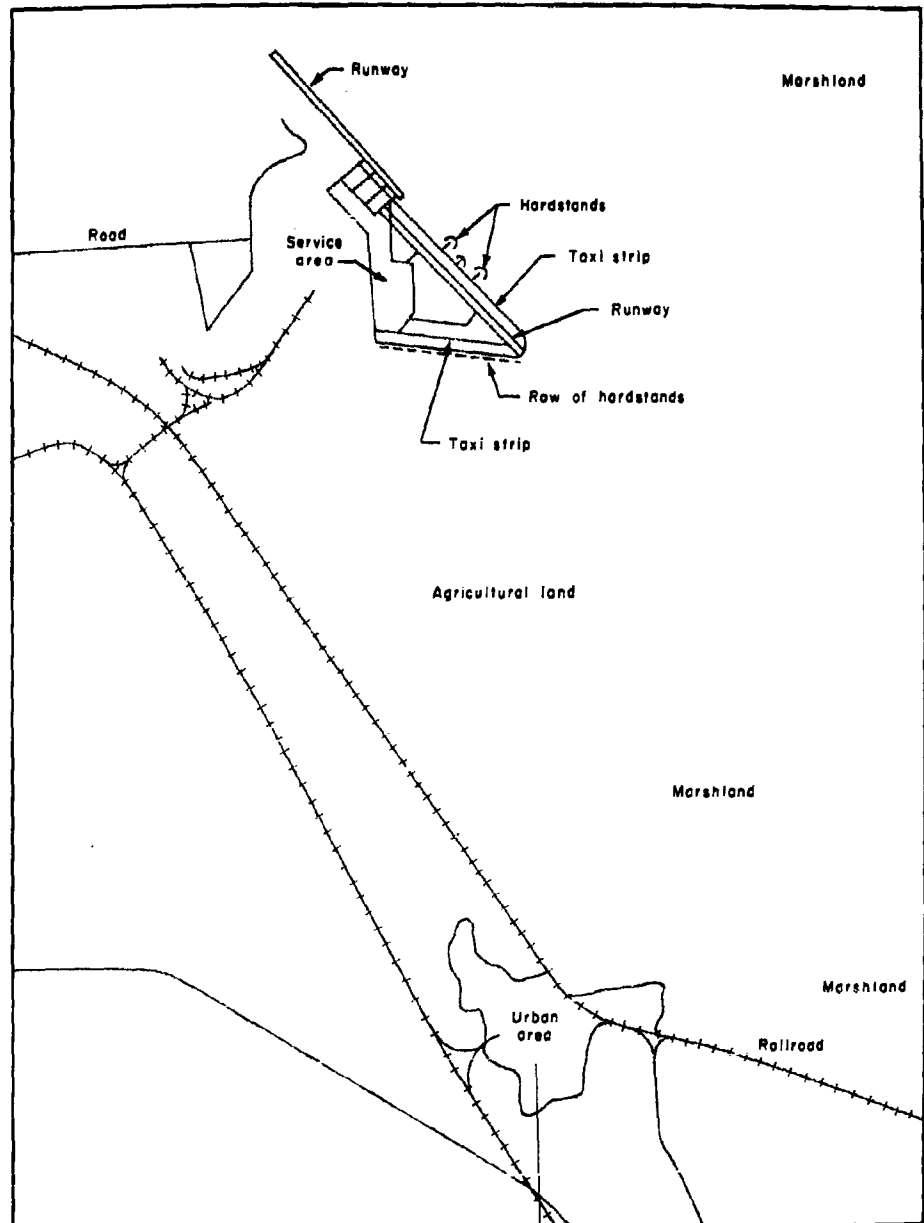 Runway
Marshland
Hardstands
Road
Service
area
Taxi strip
Runway
Row of hardstands
Taxi strip
Agricultural land
Marshland
Marshland
Urban
area
Railroad